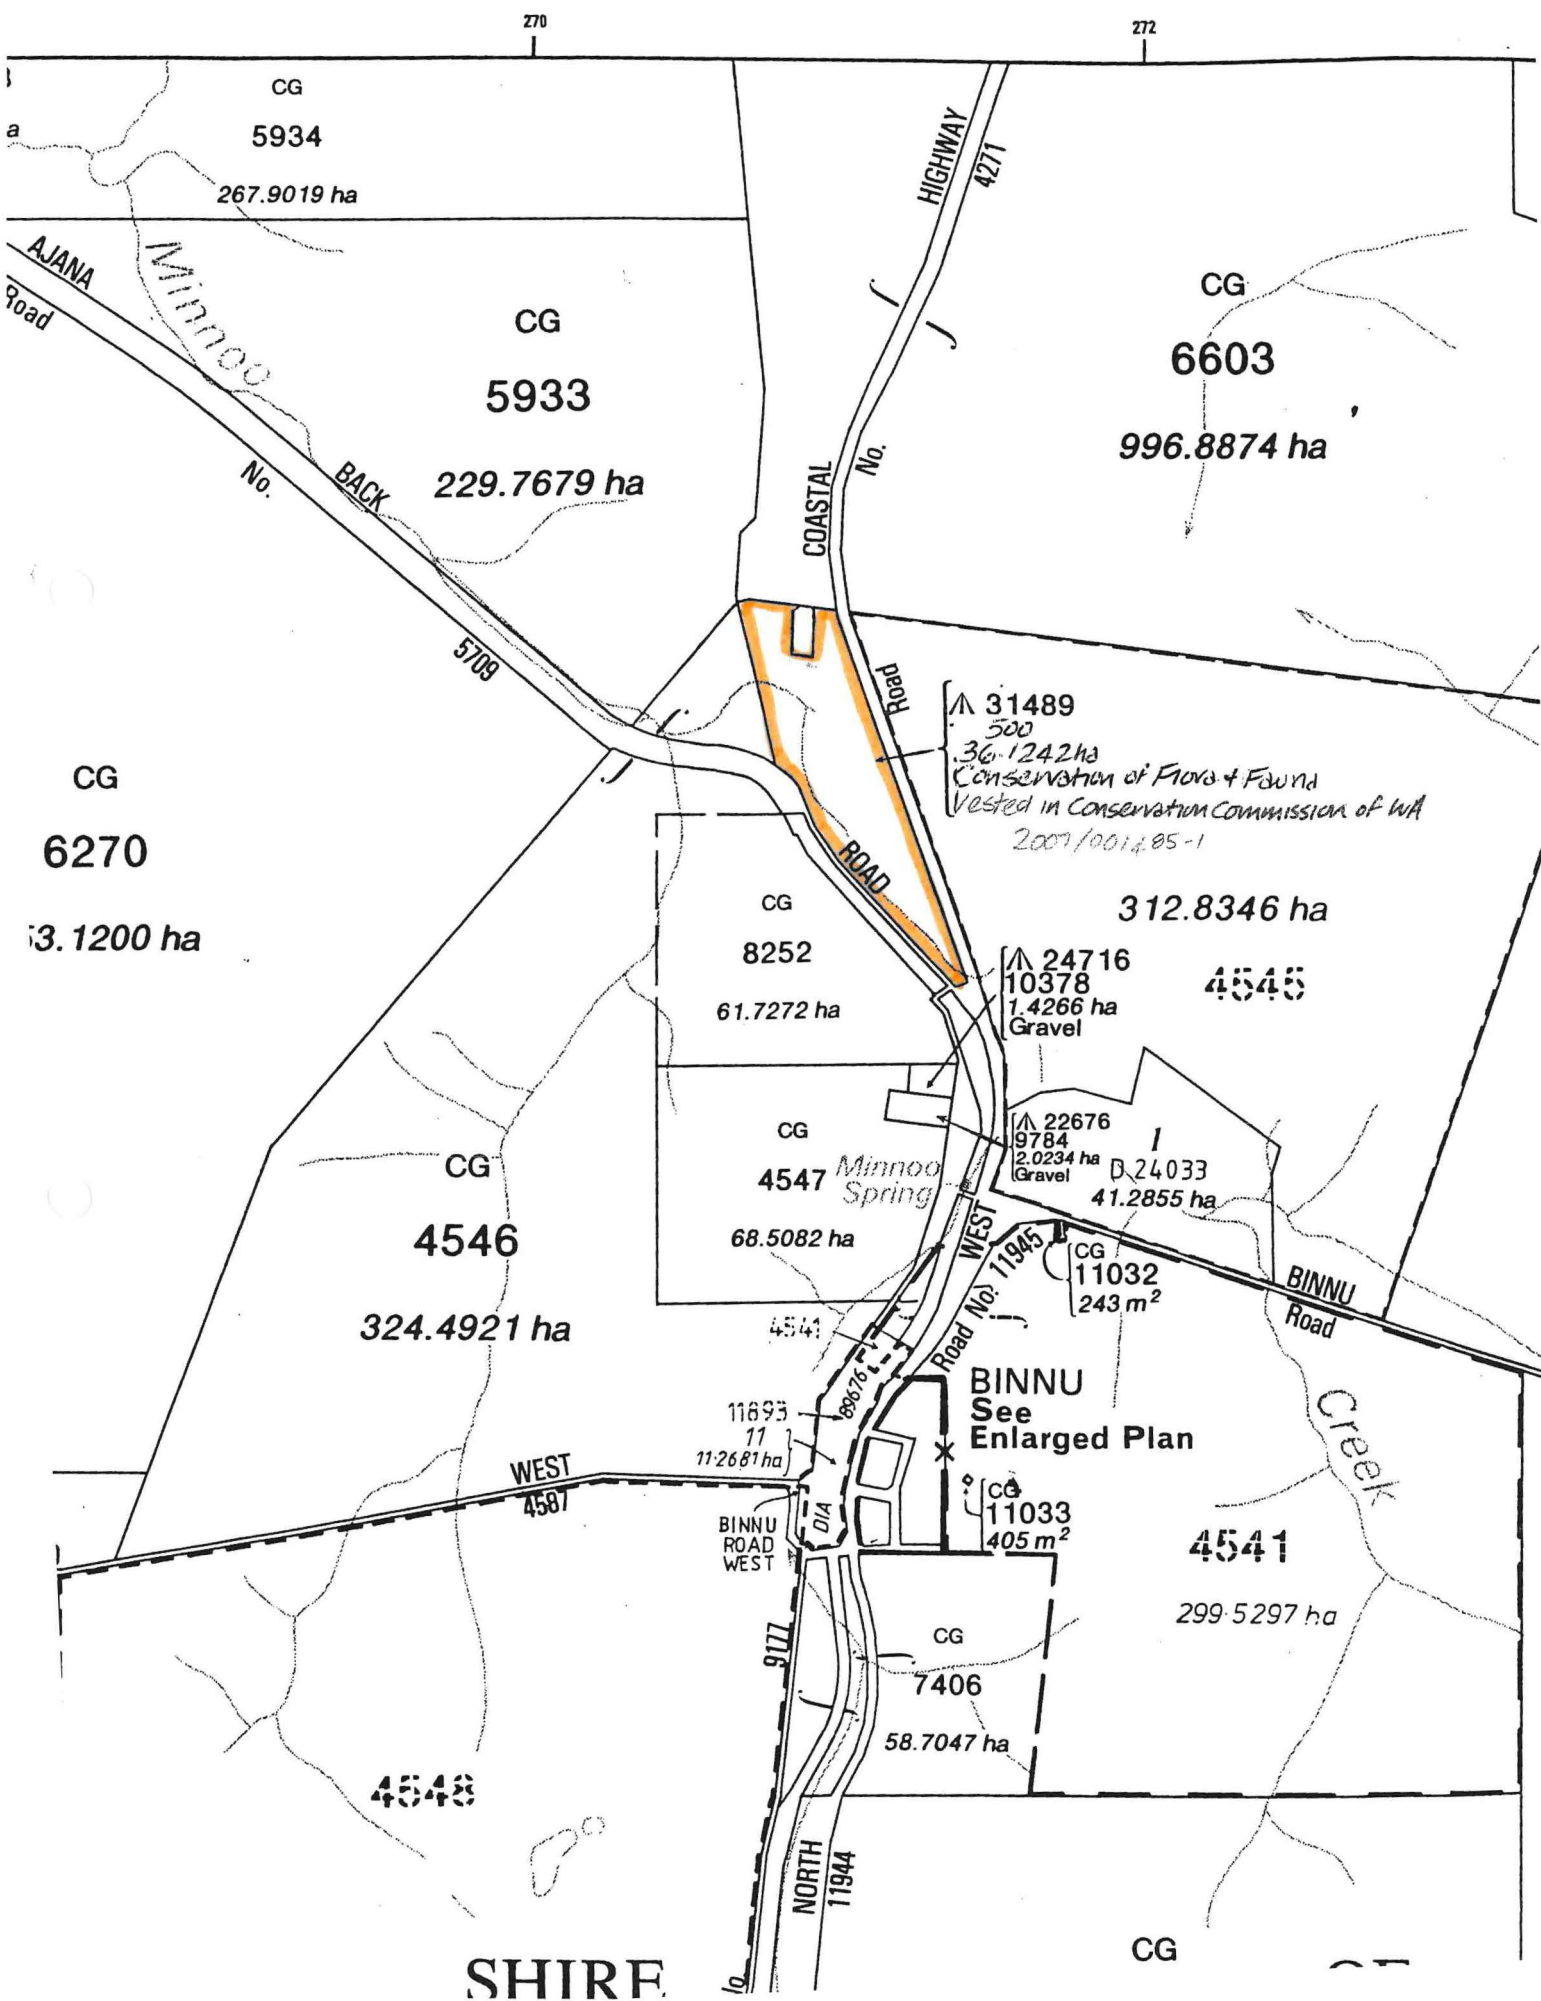 270
272
CG
5934
267.9019 ha
a
AJANA
Road
Minnoo
HIGHWAY
4271
CG
5933
229.7679 ha
CG
6603
996.8874 ha
No.
BACK
COASTAL
No.
5709
Road
31489
500
36.1242ha
Conservation of Flora & Fauna
Vested in Conservation Commission of WA
CG
6270
53.1200 ha
ROAD
312.8346 ha
4545
CG
8252
61.7272 ha
24716
10378
1.4266 ha
Gravel
22676
9784
2.0234 ha
Gravel
1
D 24033
41.2855 ha
CG
4547
68.5082 ha
Minnoo
Spring
CG
4546
324.4921 ha
WEST
Road No. 11945
CG
11032
243 m²
BINNU
Road
4541
89676
11893
11
11.2681 ha
BINNU
See
Enlarged Plan
Creek
WEST
4587
BINNU
ROAD
WEST
DIA
CG
11033
405 m²
4541
299.5297 ha
9177
CG
7406
58.7047 ha
4548
NORTH
11944
CG
SHIRE
OF